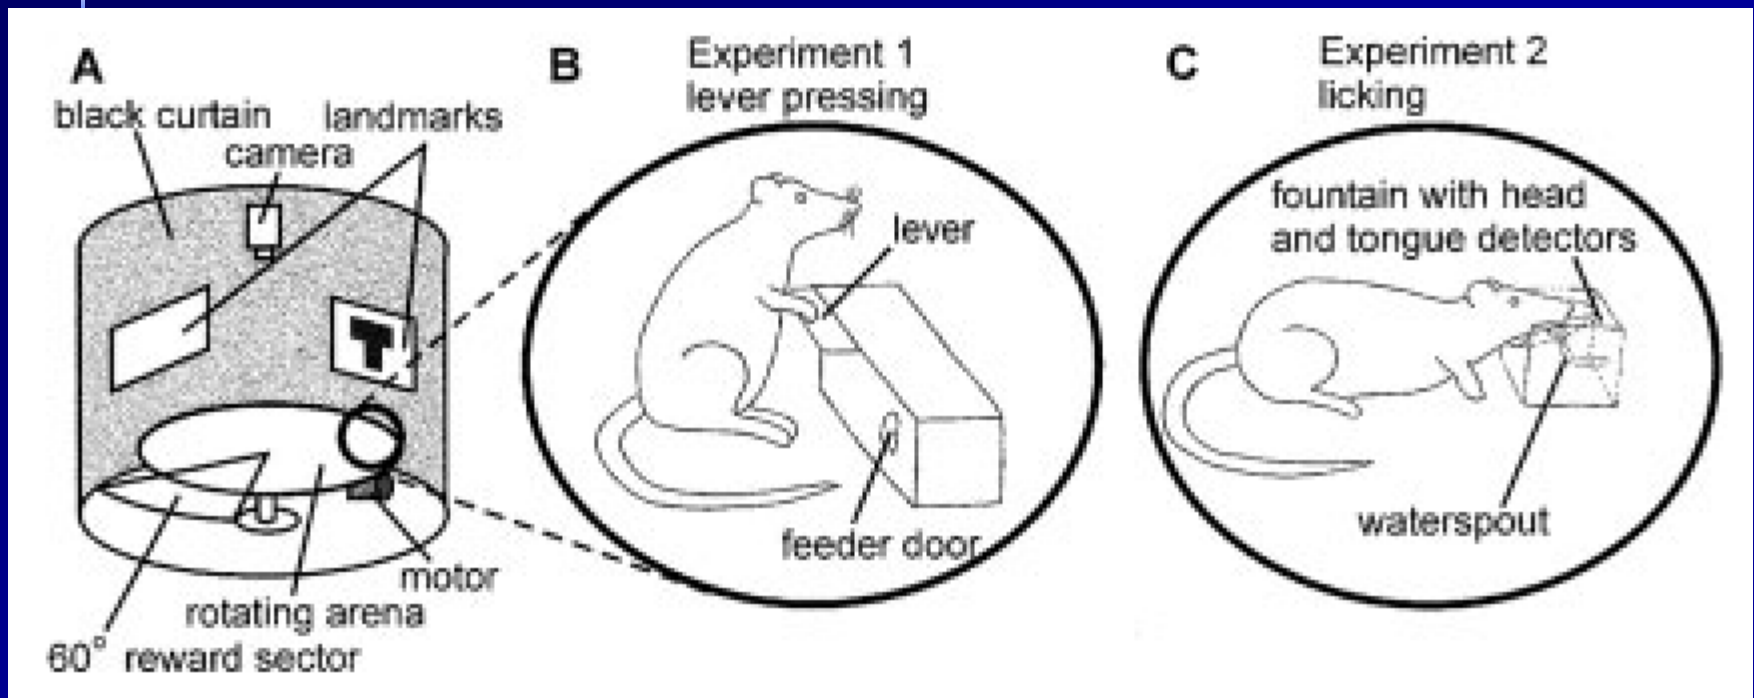 A
black curtain
landmarks
camera
T
motor
rotating arena
60° reward sector
B
Experiment 1
lever pressing
lever
feeder door
C
Experiment 2
licking
fountain with head
and tongue detectors
waterspout